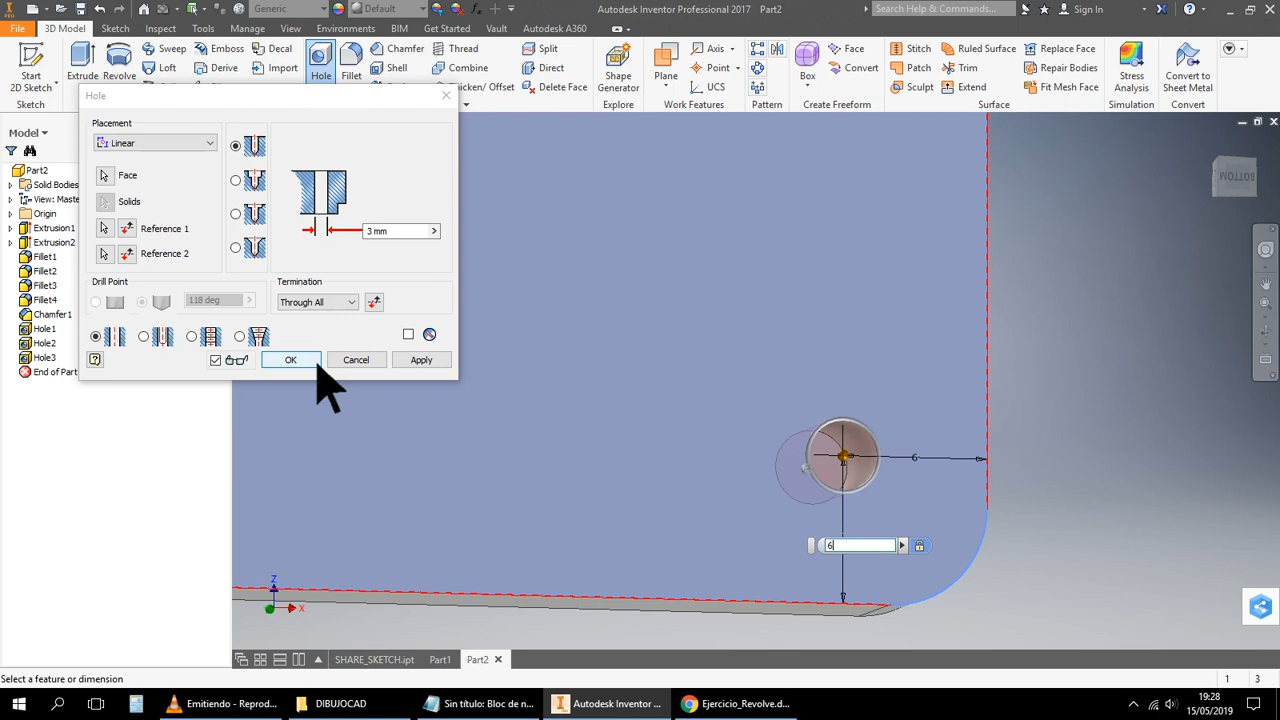 PRO
Generic
Default
Autodesk Inventor Professional 2017   Part2
Search Help & Commands...
Sign In
File
3D Model
Sketch
Inspect
Tools
Manage
View
Environments
BIM
Get Started
Vault
Autodesk A360
Start
2D Sketch
Sketch
Extrude
Revolve
Sweep
Loft
Emboss
Derive
Decal
Import
Hole
Fillet
Chamfer
Shell
Thicken/ Offset
Thread
Combine
Split
Direct
Delete Face
Shape
Generator
Explore
Plane
Axis
Point
UCS
Work Features
Pattern
Box
Face
Convert
Create Freeform
Stitch
Patch
Sculpt
Ruled Surface
Trim
Extend
Replace Face
Repair Bodies
Fit Mesh Face
Surface
Stress
Analysis
Simulation
Convert to
Sheet Metal
Convert
Model
Part2
Solid Bodies
View: Maste
Origin
Extrusion1
Extrusion2
Fillet1
Fillet2
Fillet3
Fillet4
Chamfer1
Hole1
Hole2
Hole3
End of Part
Hole
Placement
Linear
Face
Solids
Reference 1
Reference 2
3 mm
Drill Point
118 deg
Termination
Through All
OK
Cancel
Apply
BOTTOM
6
6
Z
X
SHARE_SKETCH.ipt
Part1
Part2
Select a feature or dimension
1
3
Emitiendo - Reprod...
DIBUJOCAD
Sin título: Bloc de n...
Autodesk Inventor ...
Ejercicio_Revolve.d...
19:28
15/05/2019